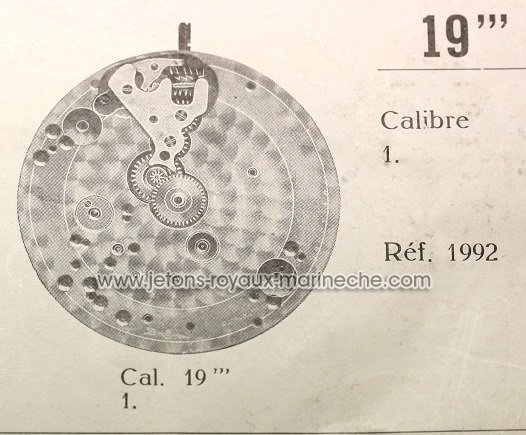 19’’’
Calibre
1.
Réf. 1992
www.jetons-royaux-marineche.com
Cal. 19’’’
1.